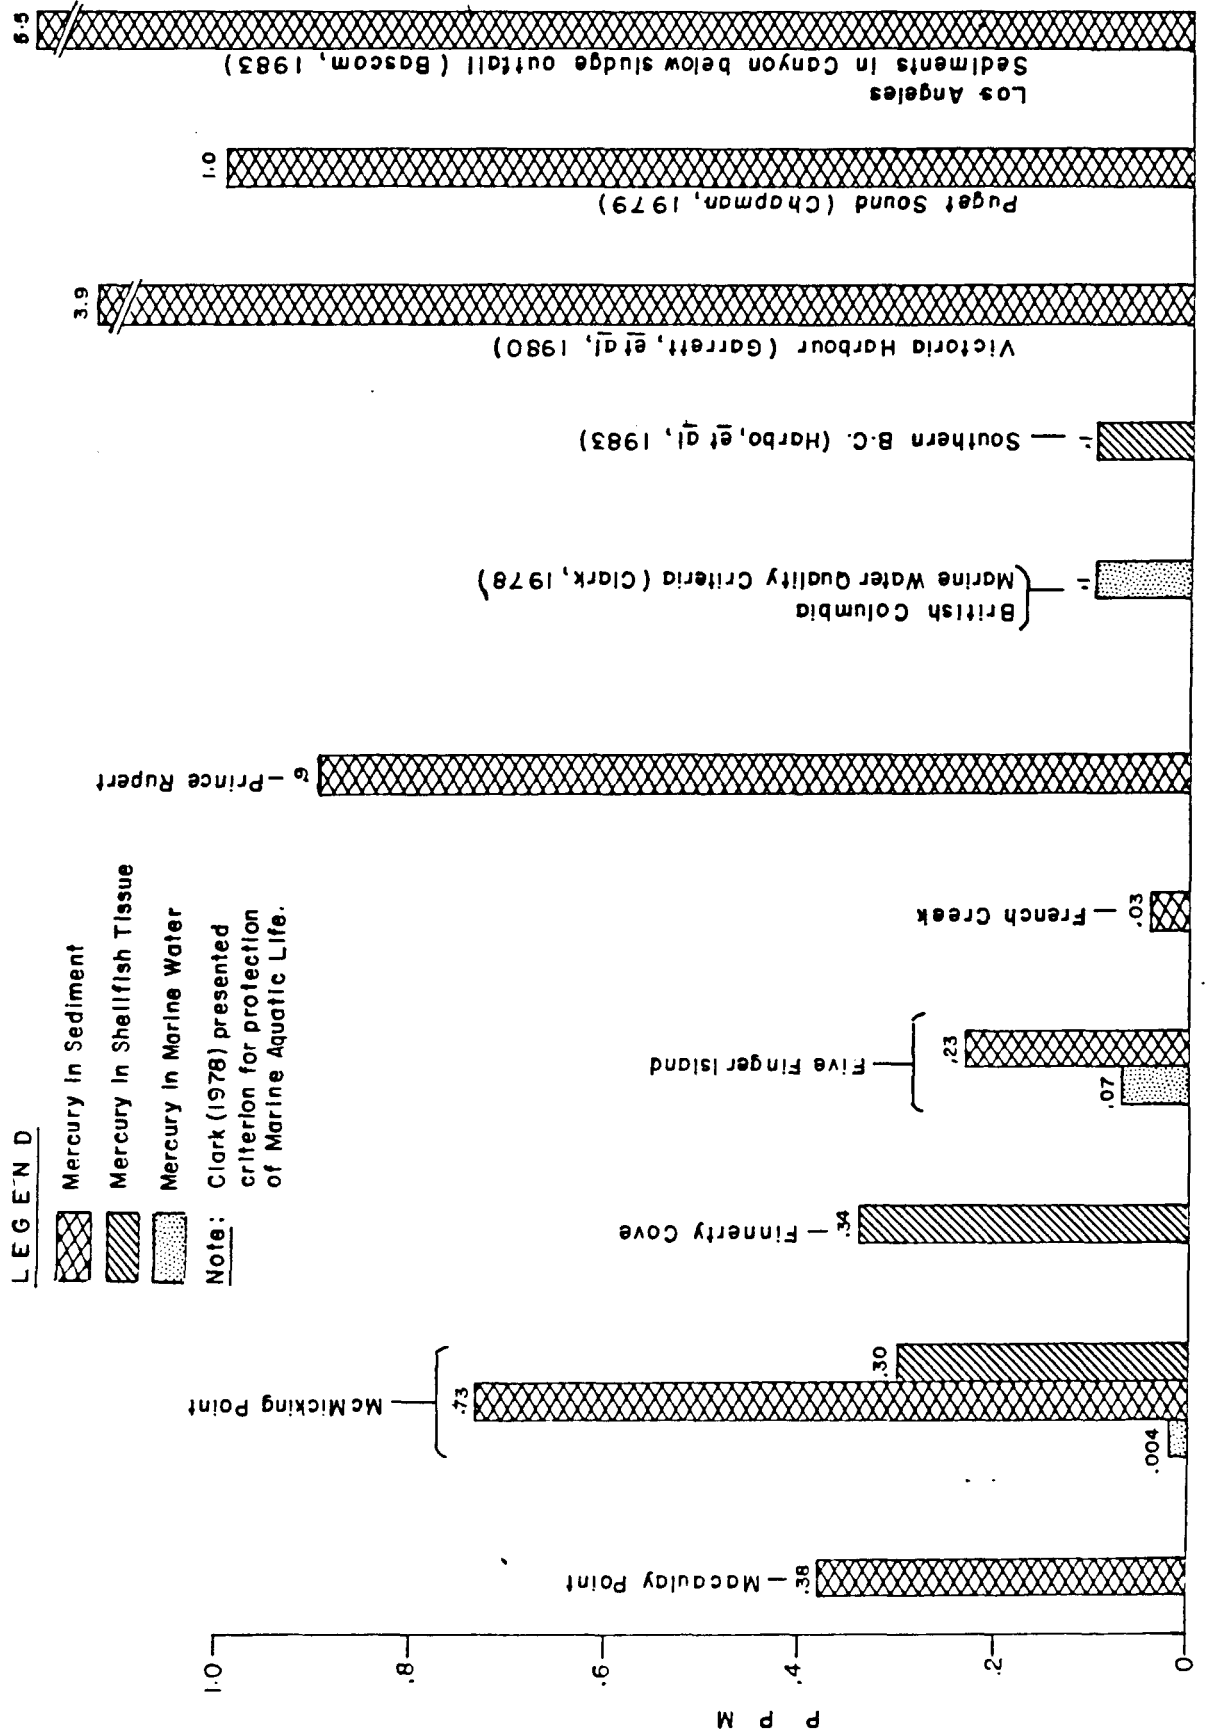 LEGEND
Mercury in Sediment
Mercury in Shellfish Tissue
Mercury in Marine Water
Note: Clark (1978) presented
criterion for protection
of Marine Aquatic Life.
PPM
1.0
.8
.6
.4
.2
0
Macaulay Point
.38
McMicking Point
.004
.73
.30
Finnerty Cove
.34
Five Finger Island
.07
.23
French Creek
.03
Prince Rupert
.9
British Columbia
Marine Water Quality Criteria (Clark, 1978)
.1
Southern B.C. (Harbo, et al, 1983)
.1
Victoria Harbour (Garrett, et al, 1980)
3.9
Puget Sound (Chapman, 1979)
1.0
Los Angeles
Sediments in Canyon below sludge outfall (Bascom, 1983)